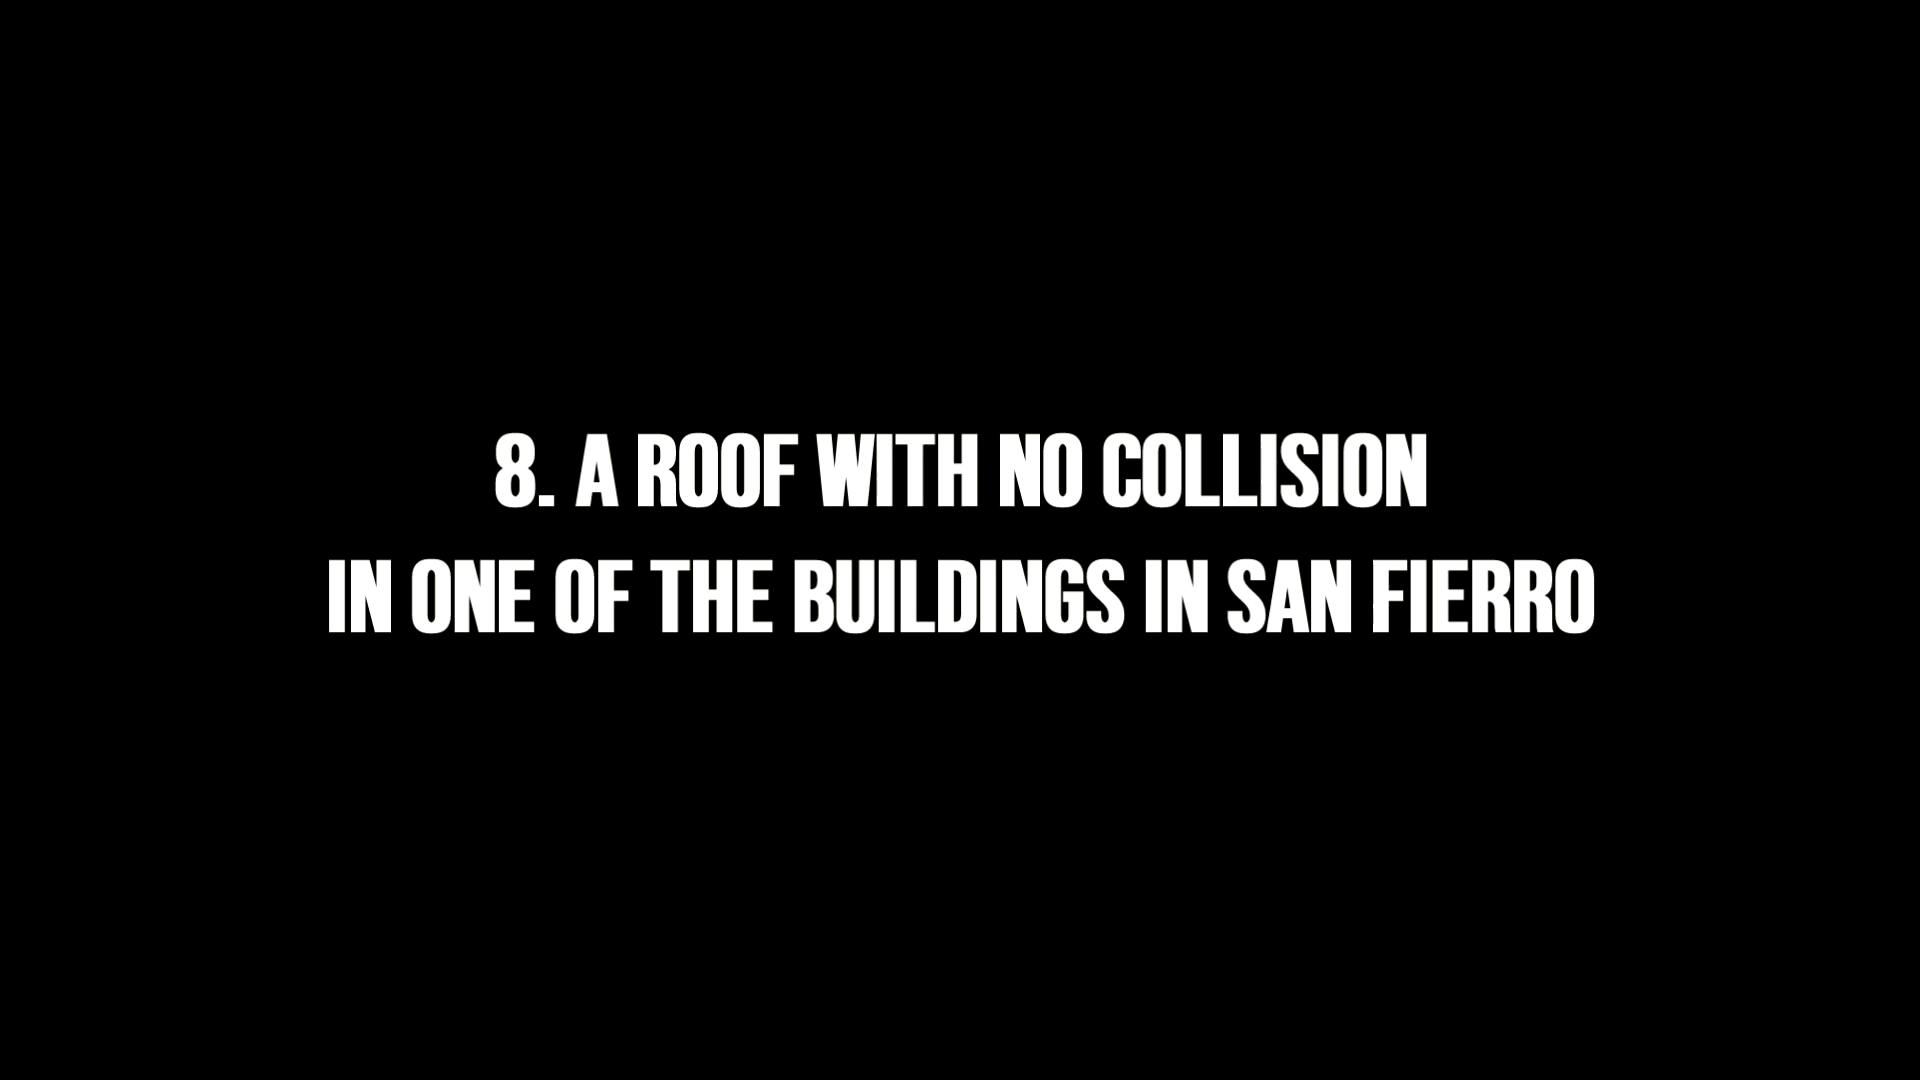 8. A ROOF WITH NO COLLISION
IN ONE OF THE BUILDINGS IN SAN FIERRO